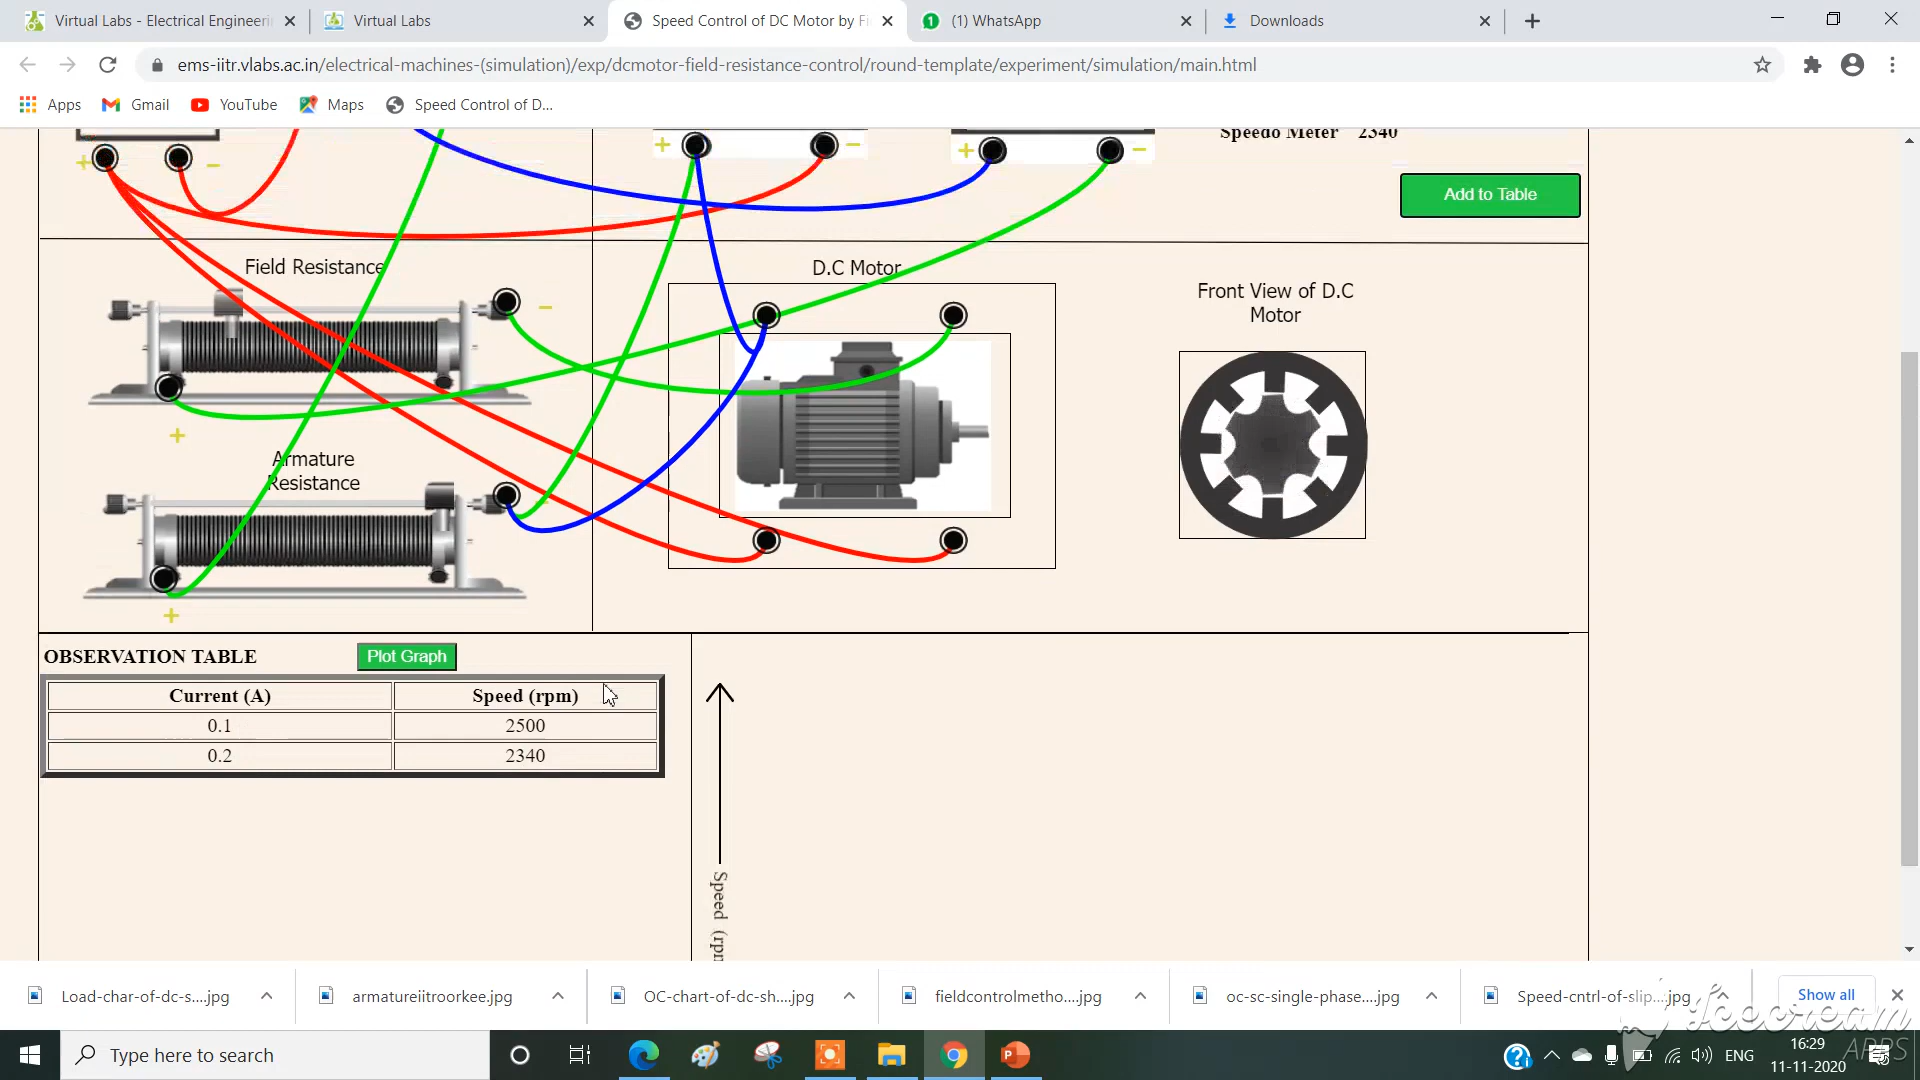 Virtual Labs - Electrical Engineeri
Virtual Labs
Speed Control of DC Motor by Fi
(1) WhatsApp
Downloads
ems-iitr.vlabs.ac.in/electrical-machines-(simulation)/exp/dcmotor-field-resistance-control/round-template/experiment/simulation/main.html
Apps
Gmail
YouTube
Maps
Speed Control of D...
Speedo Meter 2340
+ -
+ -
+ -
Add to Table
Field Resistance
D.C Motor
Front View of D.C
Motor
-
+
Armature
Resistance
+
OBSERVATION TABLE
Plot Graph
Current (A) Speed (rpm)
0.1 2500
0.2 2340
Speed (rpm
Load-char-of-dc-s....jpg
armatureiitroorkee.jpg
OC-chart-of-dc-sh....jpg
fieldcontrolmetho....jpg
oc-sc-single-phase....jpg
Speed-cntrl-of-slip....jpg
Show all
Icecream
APPS
Type here to search
ENG
16:29
11-11-2020